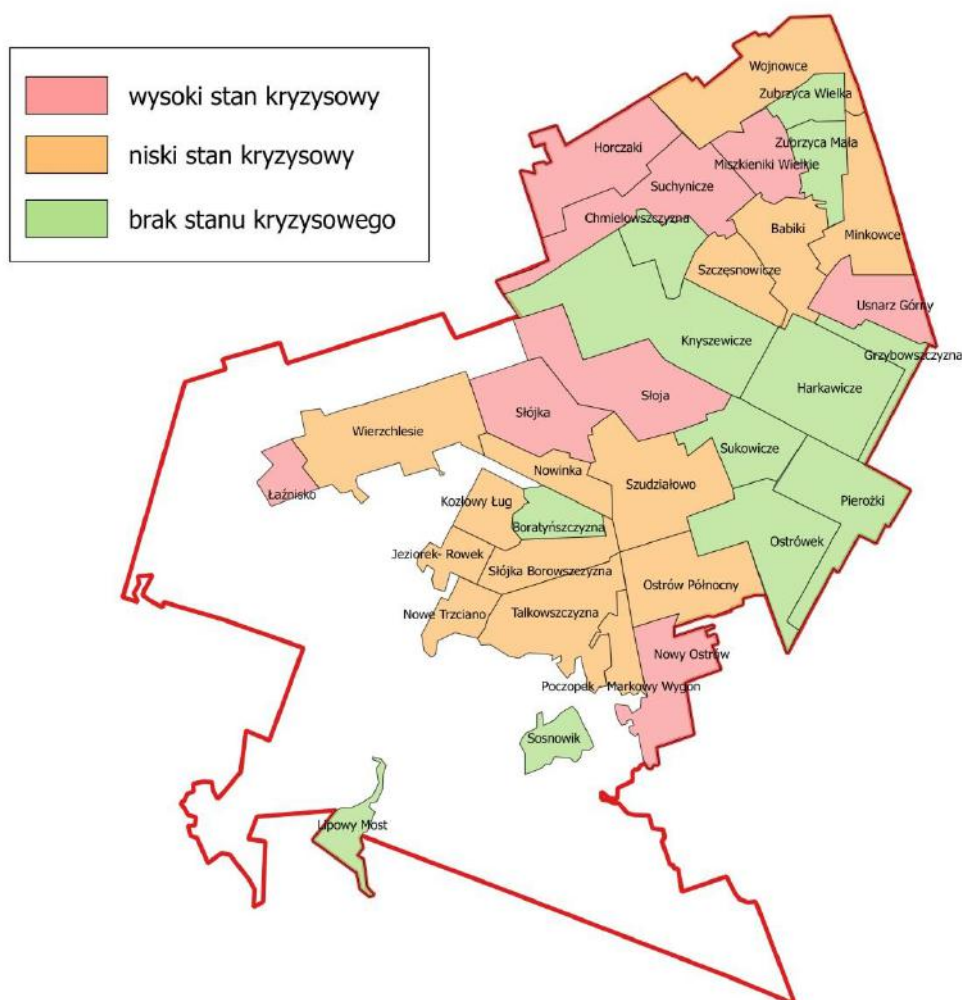 wysoki stan kryzysowy
niski stan kryzysowy
brak stanu kryzysowego
Wojnowce
Zubrzyca Wielka
Zubrzyca Mała
Horczaki
Miszkieniki Wielkie
Suchynicze
Chmielowszczyzna
Babiki
Minkowce
Szczęsnowicze
Usnarz Górny
Knyszewicze
Grzybowszczyzna
Harkawicze
Słoja
Słójka
Wierzchlesie
Sukowicze
Nowinka
Szudziałowo
Łaźnisko
Kozłowy Ług
Pierożki
Boratyńszczyzna
Ostrówek
Jeziorek- Rowek
Słójka Borowszczyzna
Ostrów Północny
Nowe Trzciano
Talkowszczyzna
Nowy Ostrów
Poczopek - Markowy Wygon
Sosnowik
Lipowy Most